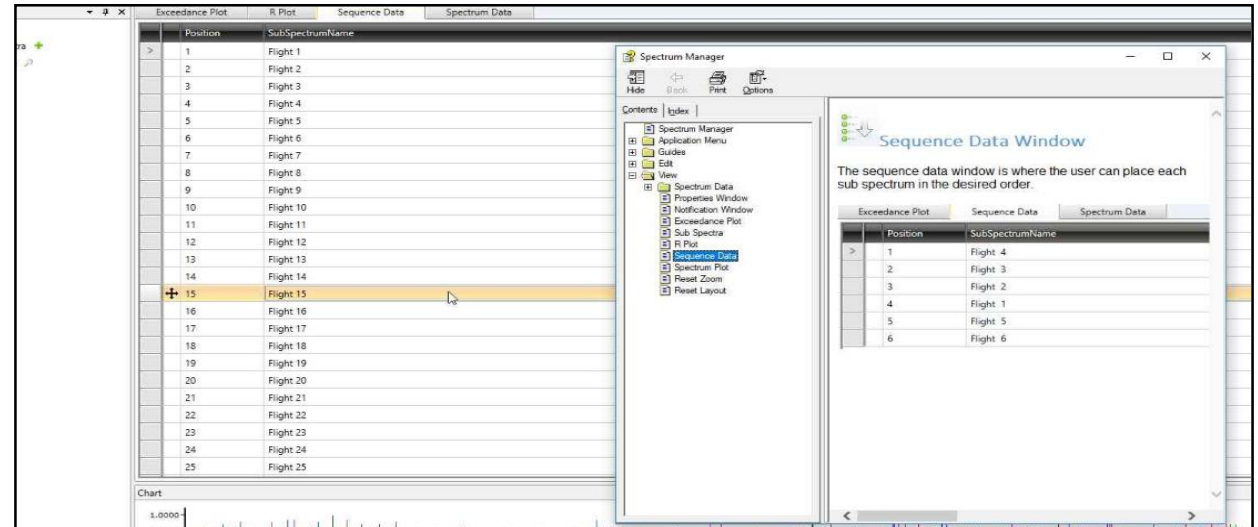 Exceedance Plot R Plot Sequence Data Spectrum Data
Position SubSpectrumName
1 Flight 1
2 Flight 2
3 Flight 3
4 Flight 4
5 Flight 5
6 Flight 6
7 Flight 7
8 Flight 8
9 Flight 9
10 Flight 10
11 Flight 11
12 Flight 12
13 Flight 13
14 Flight 14
15 Flight 15
16 Flight 16
17 Flight 17
18 Flight 18
19 Flight 19
20 Flight 20
21 Flight 21
22 Flight 22
23 Flight 23
24 Flight 24
25 Flight 25
Chart
1.0000
Spectrum Manager
Hide Back Print Options
Contents Index
Spectrum Manager
Application Menu
Guides
Edit
View
Spectrum Data
Properties Window
Notification Window
Exceedance Plot
Sub Spectra
R Plot
Sequence Data
Spectrum Plot
Reset Zoom
Reset Layout
Sequence Data Window
The sequence data window is where the user can place each
sub spectrum in the desired order.
Exceedance Plot Sequence Data Spectrum Data
Position SubSpectrumName
1 Flight 4
2 Flight 3
3 Flight 2
4 Flight 1
5 Flight 5
6 Flight 6